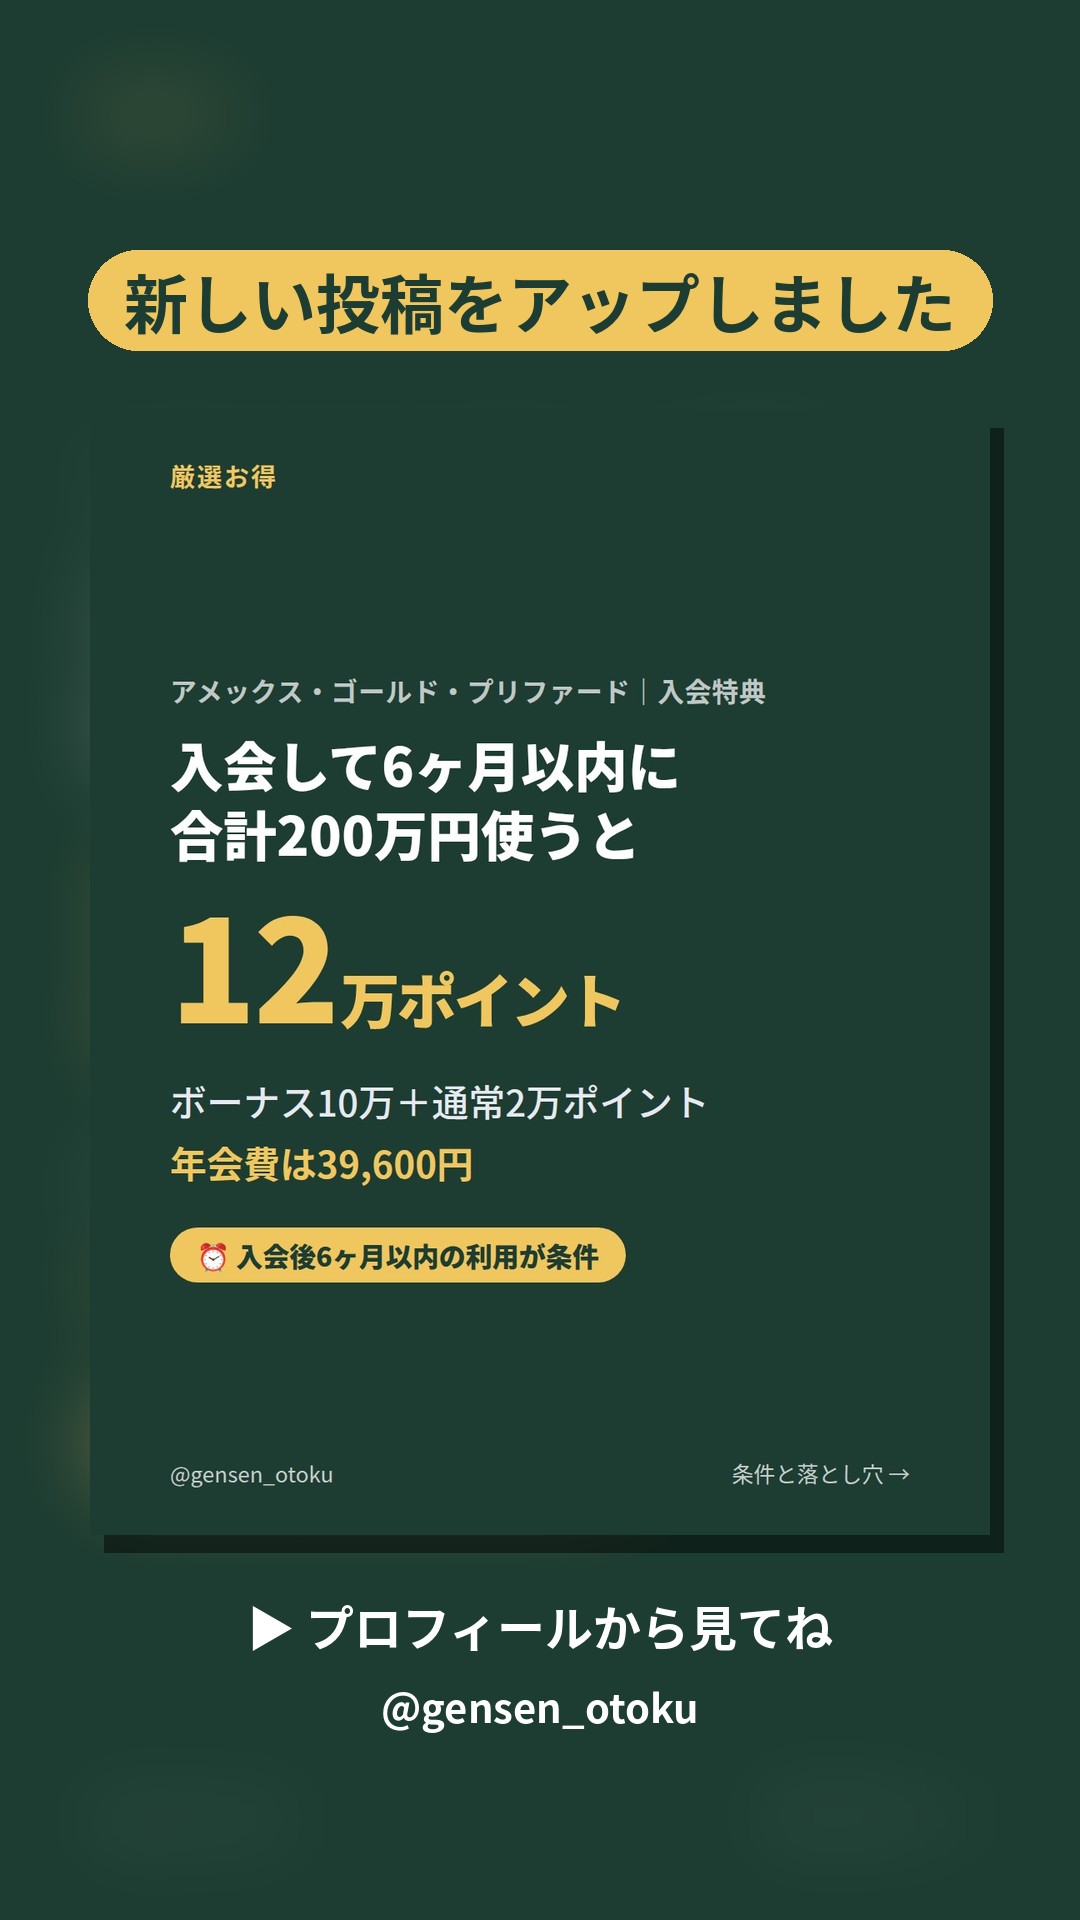 新しい投稿をアップしました
厳選お得
アメックス・ゴールド・プリファード｜入会特典
入会して6ヶ月以内に
合計200万円使うと
12万ポイント
ボーナス10万＋通常2万ポイント
年会費は39,600円
⏰ 入会後6ヶ月以内の利用が条件
@gensen_otoku
条件と落とし穴 →
▶ プロフィールから見てね
@gensen_otoku